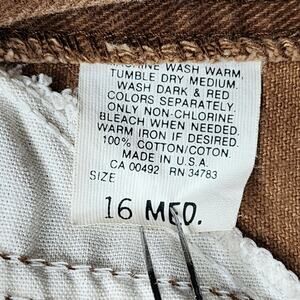 MACHINE WASH WARM,
TUMBLE DRY MEDIUM.
WASH DARK & RED
COLORS SEPARATELY.
ONLY NON-CHLORINE
BLEACH WHEN NEEDED.
WARM IRON IF DESIRED.
100% COTTON/COTON.
MADE IN U.S.A.
CA 00492 RN 34783
SIZE
16 MED.